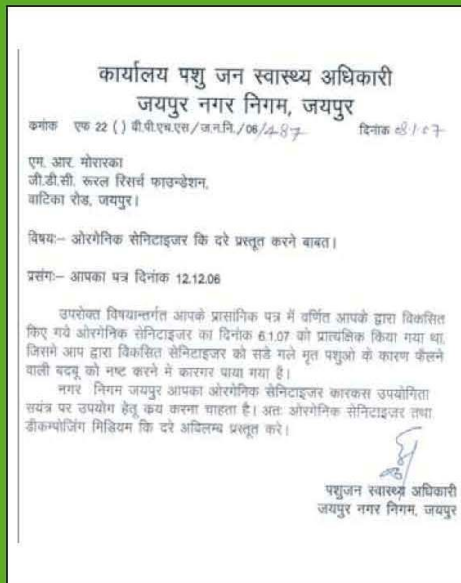 कार्यालय पशु जन स्वास्थ्य अधिकारी
जयपुर नगर निगम, जयपुर
कमांक एफ 22 ( ) वी.पी.एच.एस/ज.न.नि./06/487 दिनांक 8.1.07
एम. आर. मोरारका
जी.डी.सी. रूरल रिसर्च फाउन्डेशन,
वाटिका रोड, जयपुर।
विषयः– ओरगेनिक सेनिटाइजर कि दरे प्रस्तूत करने बाबत।
प्रसंगः– आपका पत्र दिनांक 12.12.06
उपरोक्त विषयान्तर्गत आपके प्रासांगिक पत्र में वर्णित आपके द्वारा विकसित
किए गये ओरगेनिक सेनिटाइजर का दिनांक 6.1.07 को प्रात्यक्षिक किया गया था,
जिसमे आप द्वारा विकसित सेनिटाइजर को सडे गले मृत पशुओ के कारण फैलने
वाली बदबू को नष्ट करने मे कारगर पाया गया है।
नगर निगम जयपुर आपका ओरगेनिक सेनिटाइजर कारकस उपयोगिता
सयंत्र पर उपयोग हेतू कय करना चाहता है। अतः ओरगेनिक सेनिटाइजर तथा
डीकम्पोजिंग मिडियम कि दरे अविलम्ब प्रस्तूत करे।
पशुजन स्वास्थ्य अधिकारी
जयपुर नगर निगम, जयपुर